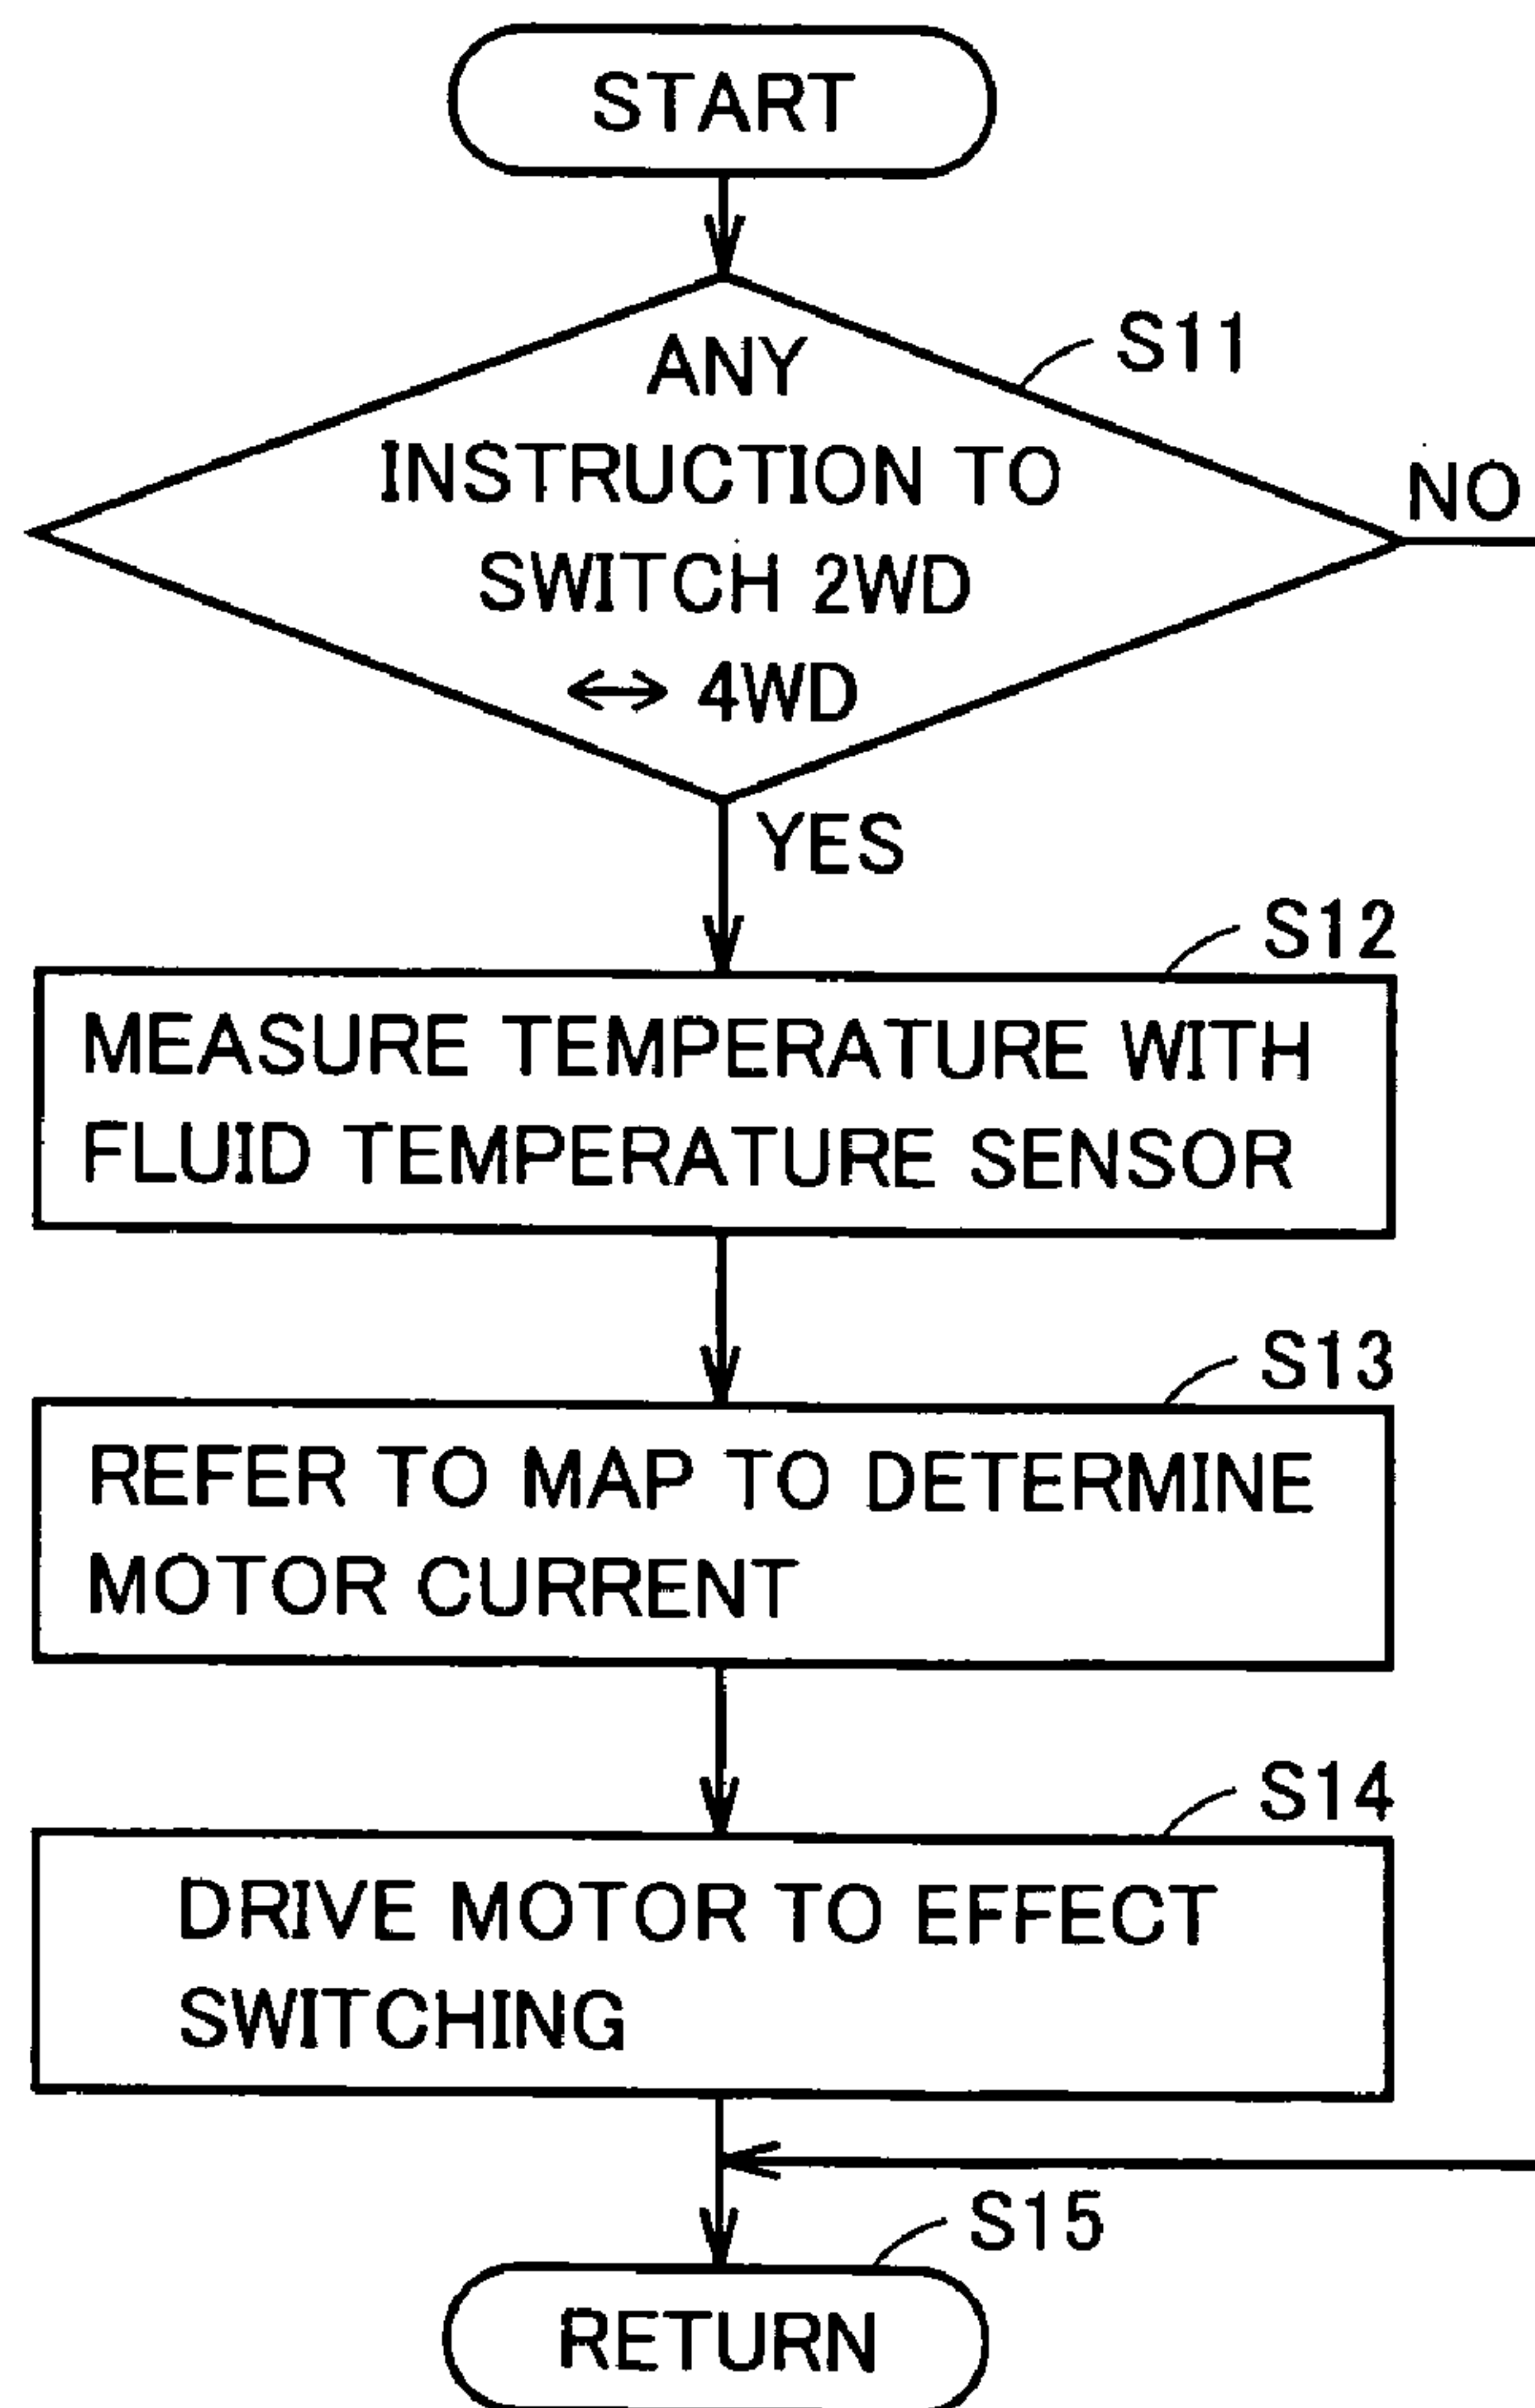 START
S11
ANY
INSTRUCTION TO
SWITCH 2WD
↔ 4WD
NO
YES
S12
MEASURE TEMPERATURE WITH
FLUID TEMPERATURE SENSOR
S13
REFER TO MAP TO DETERMINE
MOTOR CURRENT
S14
DRIVE MOTOR TO EFFECT
SWITCHING
S15
RETURN